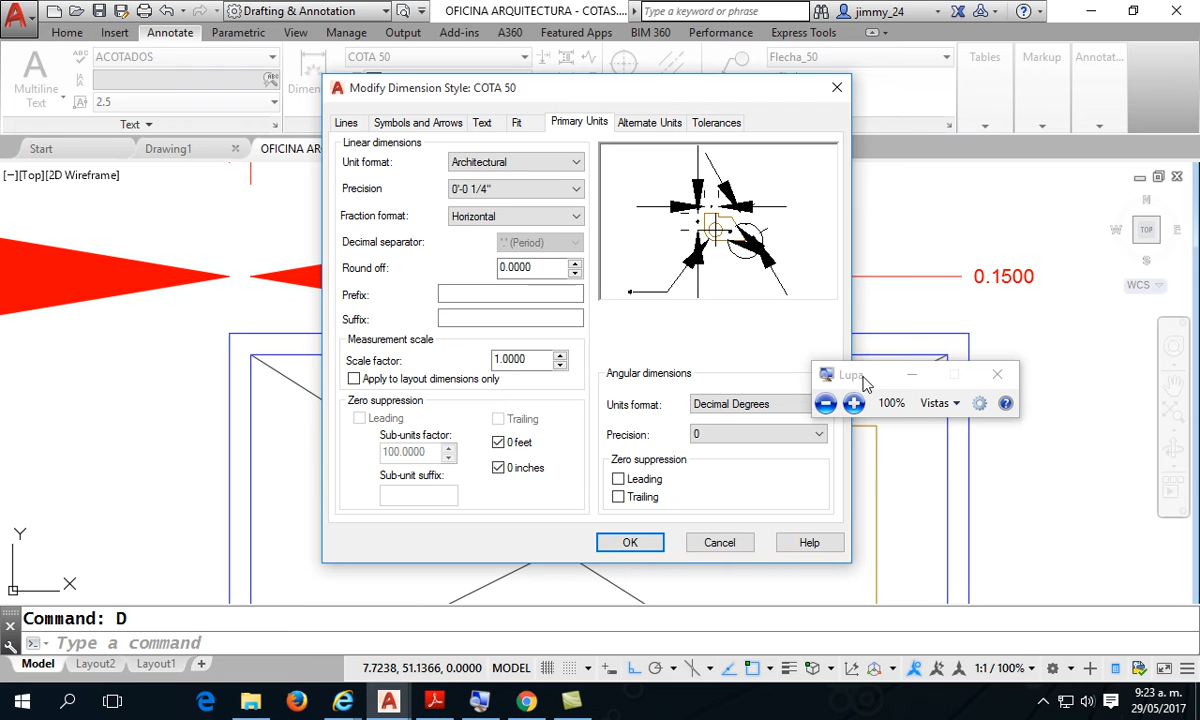 Drafting & Annotation
OFICINA ARQUITECTURA - COTAS....
Type a keyword or phrase
jimmy_24
Home
Insert
Annotate
Parametric
View
Manage
Output
Add-ins
A360
Featured Apps
BIM 360
Performance
Express Tools
Multiline
Text
ACOTADOS
2.5
Text
COTA 50
Flecha_50
Tables
Markup
Annotat...
Start
Drawing1
[−][Top][2D Wireframe]
Modify Dimension Style: COTA 50
Lines
Symbols and Arrows
Text
Fit
Primary Units
Alternate Units
Tolerances
Linear dimensions
Unit format:
Architectural
Precision
0'-0 1/4"
Fraction format:
Horizontal
Decimal separator:
'.' (Period)
Round off:
0.0000
Prefix:
Suffix:
Measurement scale
Scale factor:
1.0000
Apply to layout dimensions only
Zero suppression
Leading
Trailing
Sub-units factor:
100.0000
0 feet
Sub-unit suffix:
0 inches
Angular dimensions
Units format:
Decimal Degrees
Precision:
0
Zero suppression
Leading
Trailing
OK
Cancel
Help
Lupa
100%
Vistas
0.1500
N
W
TOP
E
S
WCS
Y
X
Command: D
Type a command
Model
Layout2
Layout1
7.7238, 51.1366, 0.0000
MODEL
1:1 / 100%
9:23 a. m.
29/05/2017